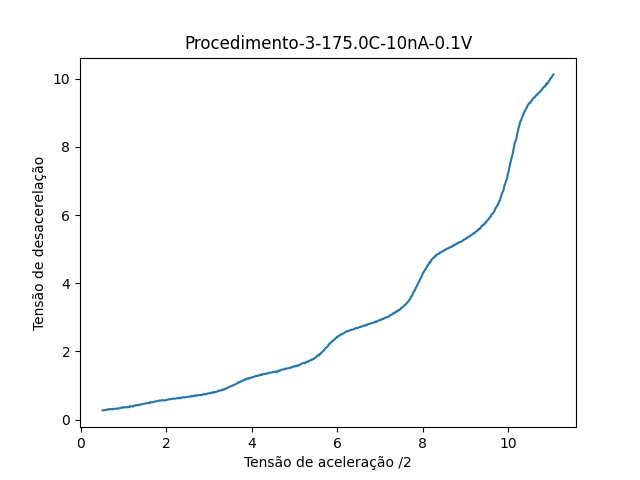 Procedimento-3-175.0C-10nA-0.1V
Tensão de desacerelação
10
8
6
4
2
0
0 2 4 6 8 10
Tensão de aceleração /2